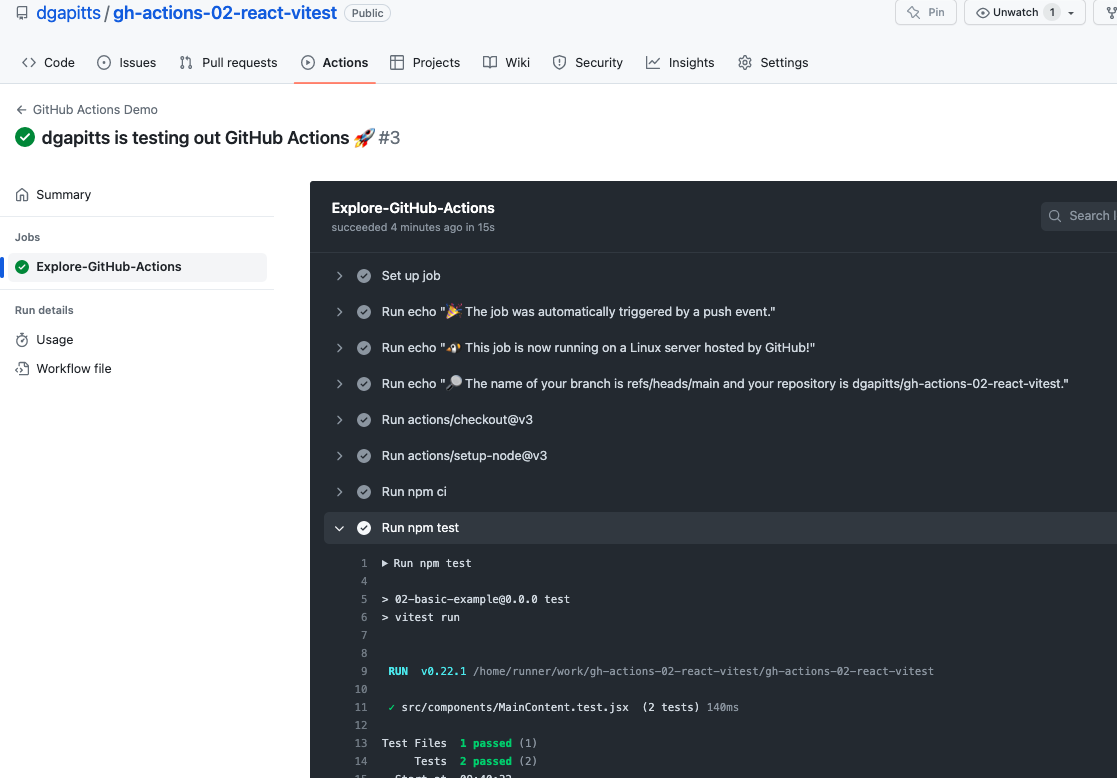 dgapitts / gh-actions-02-react-vitest Public Pin Unwatch 1
Code Issues Pull requests Actions Projects Wiki Security Insights Settings
← GitHub Actions Demo
dgapitts is testing out GitHub Actions 🚀 #3
Summary
Jobs
Explore-GitHub-Actions
Run details
Usage
Workflow file
Explore-GitHub-Actions
succeeded 4 minutes ago in 15s
Search
Set up job
Run echo "🎉 The job was automatically triggered by a push event."
Run echo "🐧 This job is now running on a Linux server hosted by GitHub!"
Run echo "🔎 The name of your branch is refs/heads/main and your repository is dgapitts/gh-actions-02-react-vitest."
Run actions/checkout@v3
Run actions/setup-node@v3
Run npm ci
Run npm test
1 ▶ Run npm test
4
5 > 02-basic-example@0.0.0 test
6 > vitest run
7
8
9 RUN v0.22.1 /home/runner/work/gh-actions-02-react-vitest/gh-actions-02-react-vitest
10
11 ✓ src/components/MainContent.test.jsx (2 tests) 140ms
12
13 Test Files 1 passed (1)
14 Tests 2 passed (2)